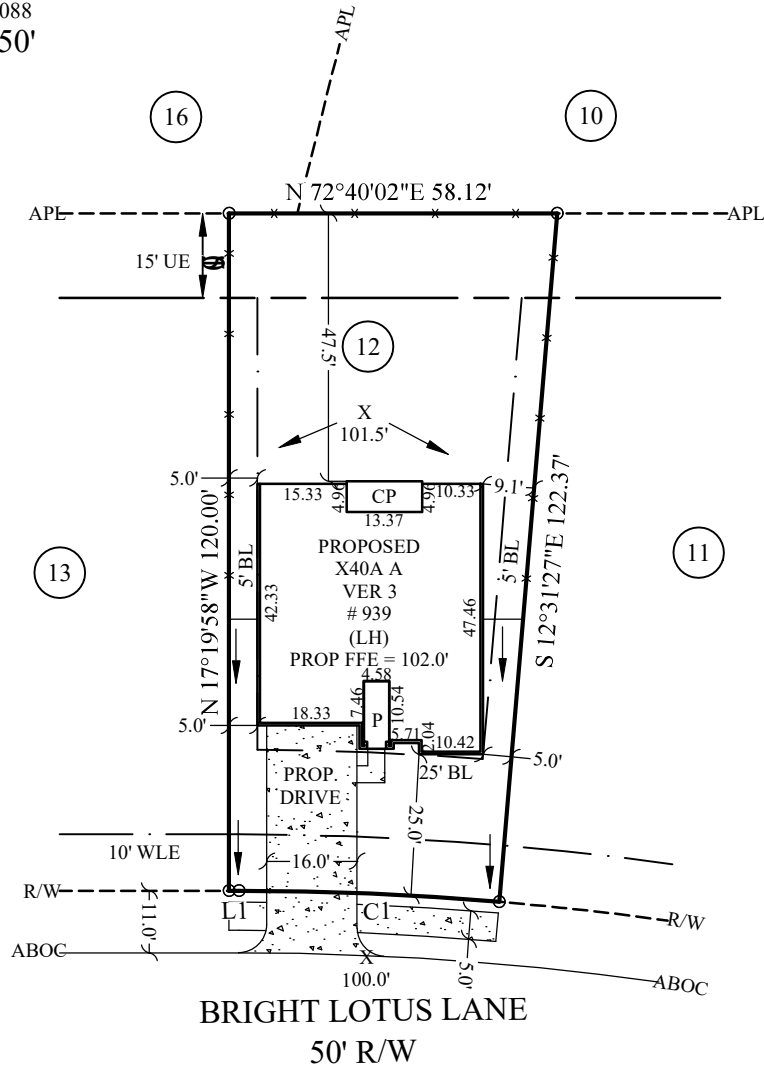 088
50'
APL
16
10
N 72°40'02"E 58.12'
APL
APL
15' UE
47.5'
12
X
101.5'
5.0'
15.33
4.96
CP
4.96
10.33
9.1'
13.37
N 17°19'58"W 120.00'
5' BL
42.33
PROPOSED
X40A A
VER 3
# 939
(LH)
PROP FFE = 102.0'
47.46
5' BL
S 12°31'27"E 122.37'
13
11
4.58
7.46
P
10.54
5.0'
18.33
5.71
2.04
10.42
5.0'
25' BL
PROP.
DRIVE
25.0'
10' WLE
16.0'
R/W
L1
C1
R/W
11.0'
ABOC
X
100.0'
5.0'
ABOC
BRIGHT LOTUS LANE
50' R/W